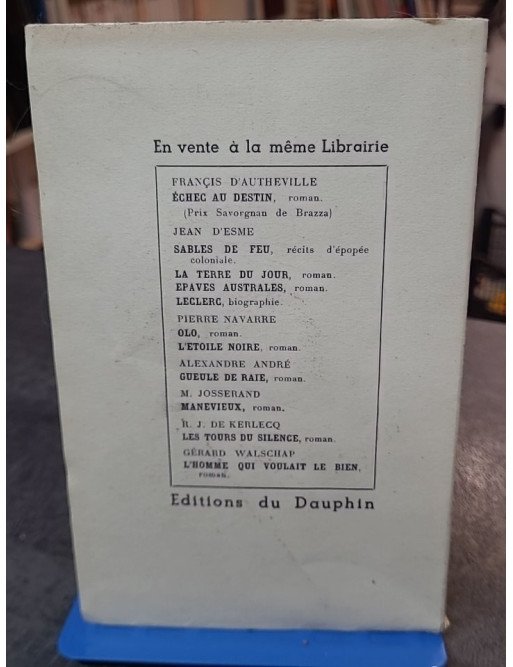 En vente à la même Librairie
FRANÇIS D'AUTHEVILLE
ÉCHEC AU DESTIN, roman.
(Prix Savorgnan de Brazza)
JEAN D'ESME
SABLES DE FEU, récits d'épopée
coloniale.
LA TERRE DU JOUR, roman.
EPAVES AUSTRALES, roman.
LECLERC, biographie.
PIERRE NAVARRE
OLO, roman.
L'ETOILE NOIRE, roman.
ALEXANDRE ANDRÉ
GUEULE DE RAIE, roman.
M. JOSSERAND
MANEVIEUX, roman.
R. J. DE KERLECQ
LES TOURS DU SILENCE, roman.
GÉRARD WALSCHAP
L'HOMME QUI VOULAIT LE BIEN,
roman.
Editions du Dauphin